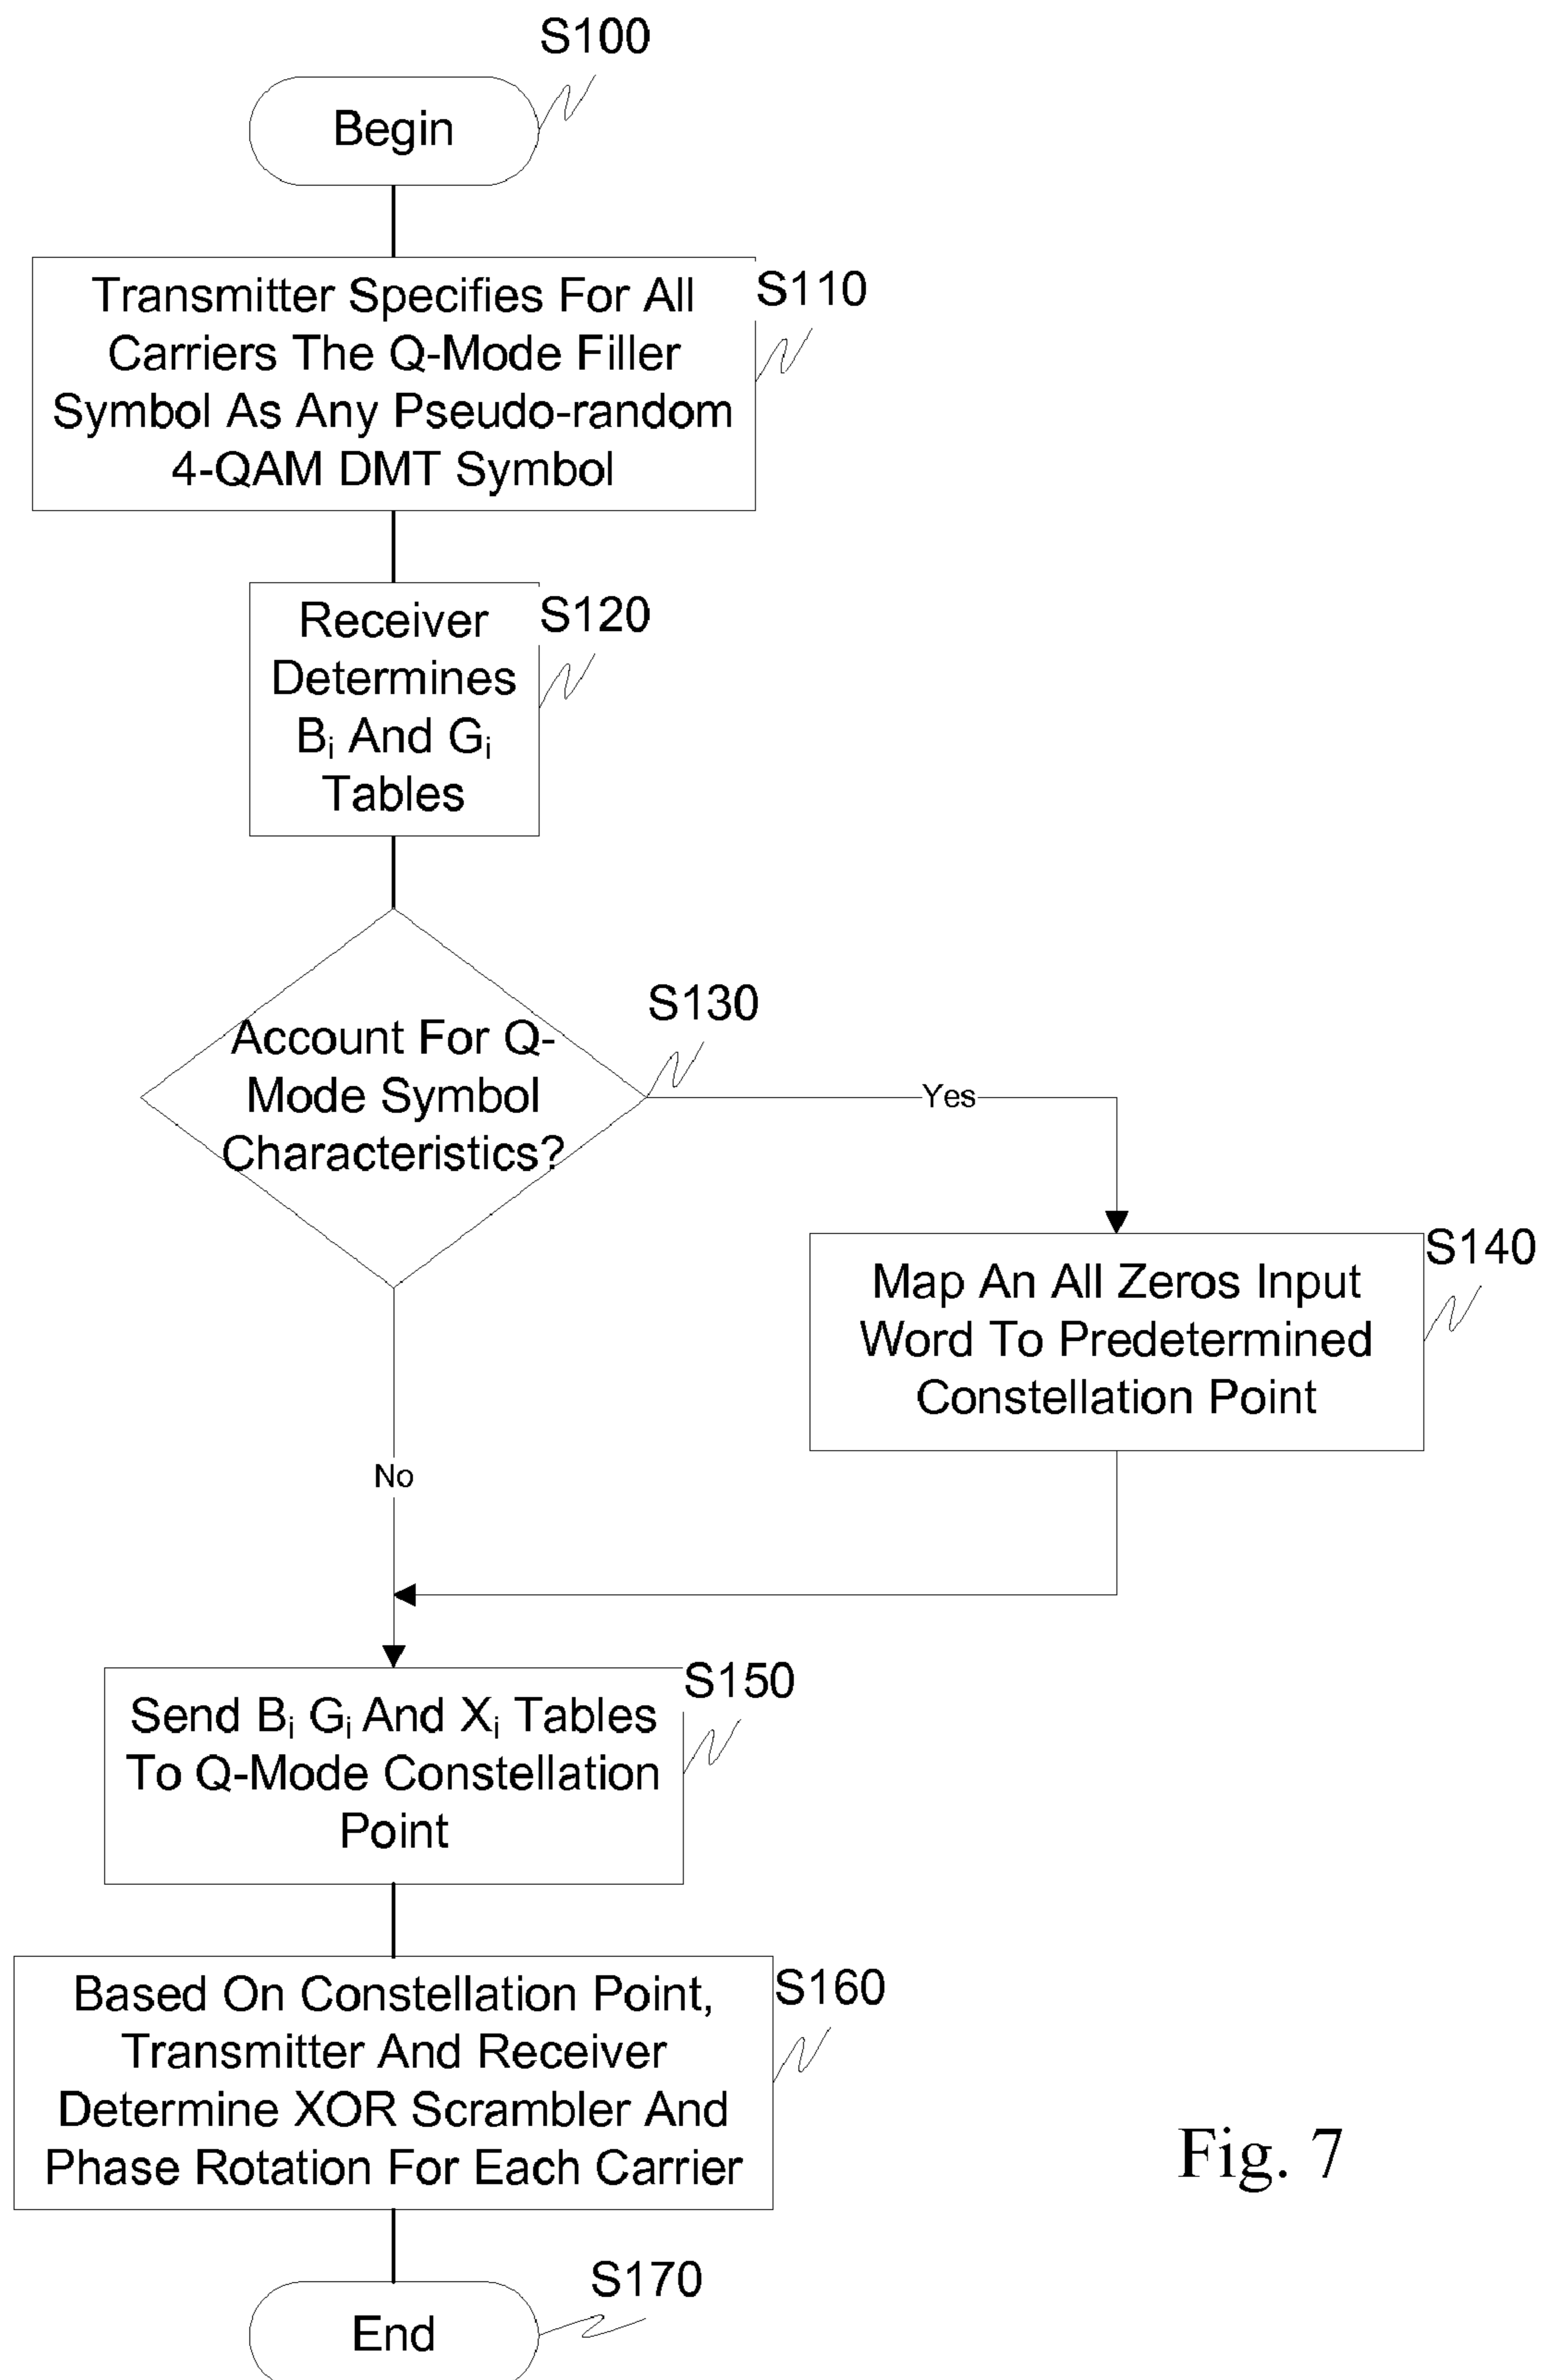 S100
Begin
S110
Transmitter Specifies For All
Carriers The Q-Mode Filler
Symbol As Any Pseudo-random
4-QAM DMT Symbol
S120
Receiver
Determines
Bi And Gi
Tables
S130
Account For Q-
Mode Symbol
Characteristics?
Yes
S140
Map An All Zeros Input
Word To Predetermined
Constellation Point
No
S150
Send Bi Gi And Xi Tables
To Q-Mode Constellation
Point
S160
Based On Constellation Point,
Transmitter And Receiver
Determine XOR Scrambler And
Phase Rotation For Each Carrier
Fig. 7
S170
End